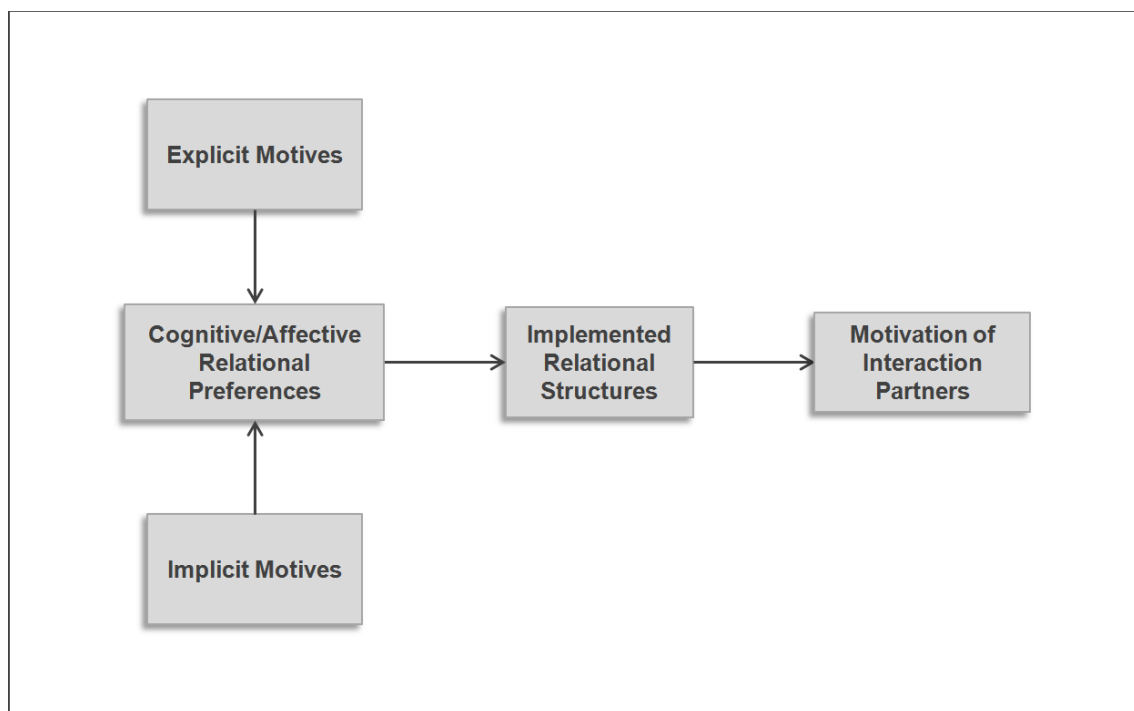 Explicit Motives
Cognitive/Affective
Relational
Preferences
Implemented
Relational
Structures
Motivation of
Interaction
Partners
Implicit Motives